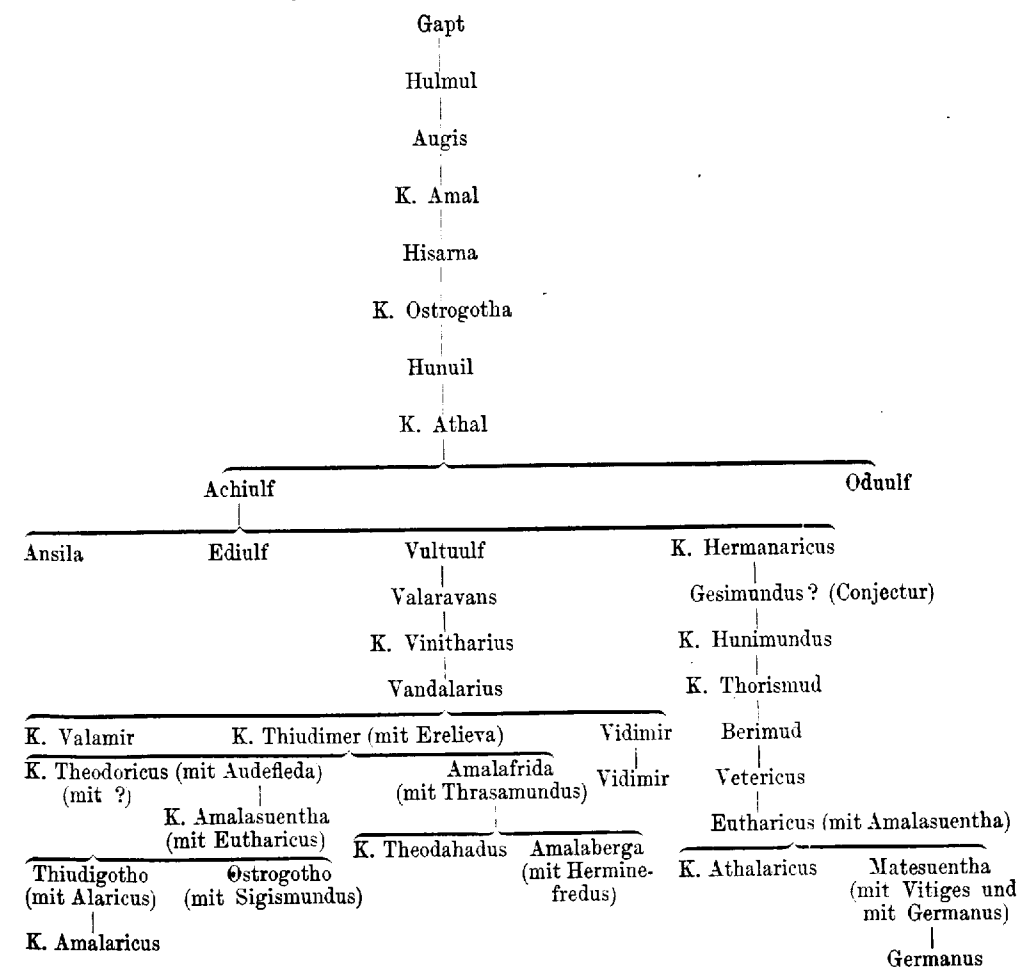 Gapt
Hulmul
Augis
K. Amal
Hisarna
K. Ostrogotha
Hunuil
K. Athal
Achiulf
Oduulf
Ansila
Ediulf
Vultuulf
K. Hermanaricus
Valaravans
Gesimundus? (Conjectur)
K. Vinitharius
K. Hunimundus
Vandalarius
K. Thorismud
K. Valamir
K. Thiudimer (mit Erelieva)
Vidimir
Berimud
K. Theodoricus (mit Audefleda)
(mit ?)
Amalafrida
(mit Thrasamundus)
Vidimir
Vetericus
K. Amalasuentha
(mit Eutharicus)
Eutharicus (mit Amalasuentha)
K. Theodahadus
Amalaberga
(mit Hermine-
fredus)
Thiudigotho
(mit Alaricus)
Ostrogotho
(mit Sigismundus)
K. Athalaricus
Matesuentha
(mit Vitiges und
mit Germanus)
K. Amalaricus
Germanus